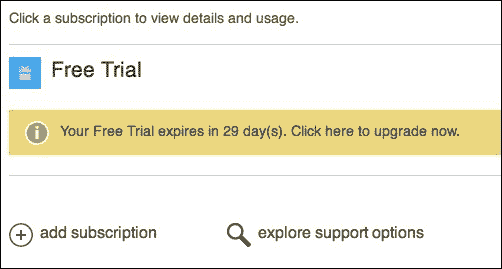 Click a subscription to view details and usage.
Free Trial
Your Free Trial expires in 29 day(s). Click here to upgrade now.
add subscription
explore support options